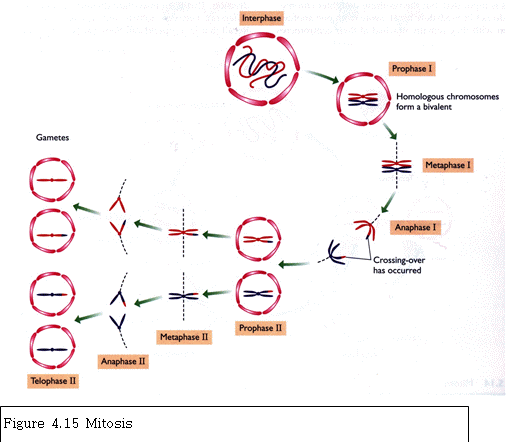 Interphase
Prophase I
Homologous chromosomes
form a bivalent
Gametes
Metaphase I
Anaphase I
Crossing-over
has occurred
Prophase II
Metaphase II
Anaphase II
Telophase II
Figure 4.15 Mitosis